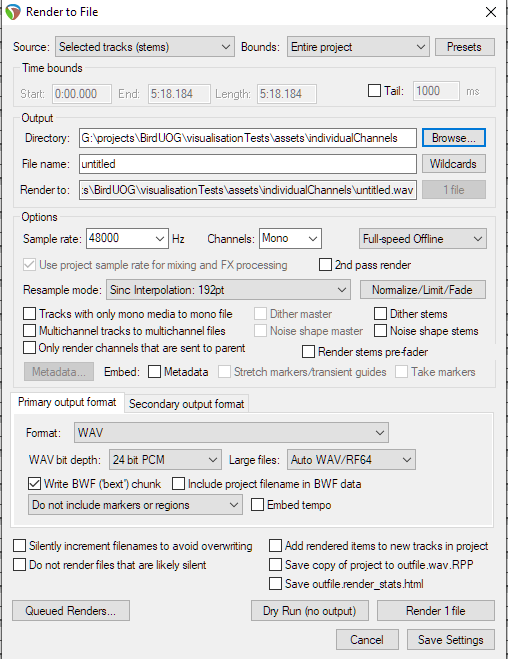 Render to File
Source: Selected tracks (stems) Bounds: Entire project Presets
Time bounds
Start: 0:00.000 End: 5:18.184 Length: 5:18.184 Tail: 1000 ms
Output
Directory: G:\projects\BirdUOG\visualisationTests\assets\individualChannels Browse...
File name: untitled Wildcards
Render to: :s\BirdUOG\visualisationTests\assets\individualChannels\untitled.wav 1 file
Options
Sample rate: 48000 Hz Channels: Mono Full-speed Offline
Use project sample rate for mixing and FX processing 2nd pass render
Resample mode: Sinc Interpolation: 192pt Normalize/Limit/Fade
Tracks with only mono media to mono file Dither master Dither stems
Multichannel tracks to multichannel files Noise shape master Noise shape stems
Only render channels that are sent to parent Render stems pre-fader
Metadata... Embed: Metadata Stretch markers/transient guides Take markers
Primary output format Secondary output format
Format: WAV
WAV bit depth: 24 bit PCM Large files: Auto WAV/RF64
Write BWF ('bext') chunk Include project filename in BWF data
Do not include markers or regions Embed tempo
Silently increment filenames to avoid overwriting Add rendered items to new tracks in project
Do not render files that are likely silent Save copy of project to outfile.wav.RPP
Save outfile.render_stats.html
Queued Renders... Dry Run (no output) Render 1 file
Cancel Save Settings